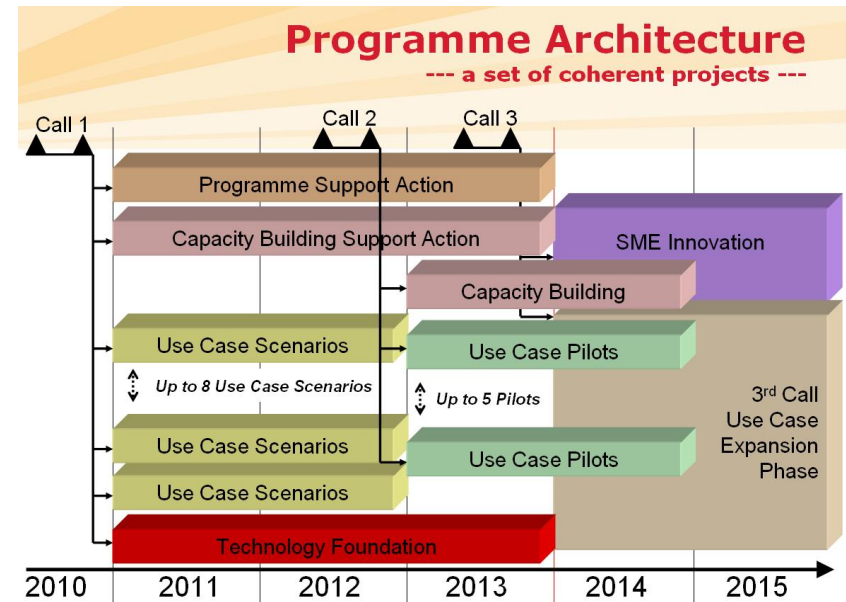 Programme Architecture
--- a set of coherent projects ---
Call 1
Call 2
Call 3
Programme Support Action
Capacity Building Support Action
SME Innovation
Capacity Building
Use Case Scenarios
Use Case Pilots
Up to 8 Use Case Scenarios
Up to 5 Pilots
3rd Call
Use Case
Expansion
Phase
Use Case Scenarios
Use Case Pilots
Use Case Scenarios
Technology Foundation
2010
2011
2012
2013
2014
2015